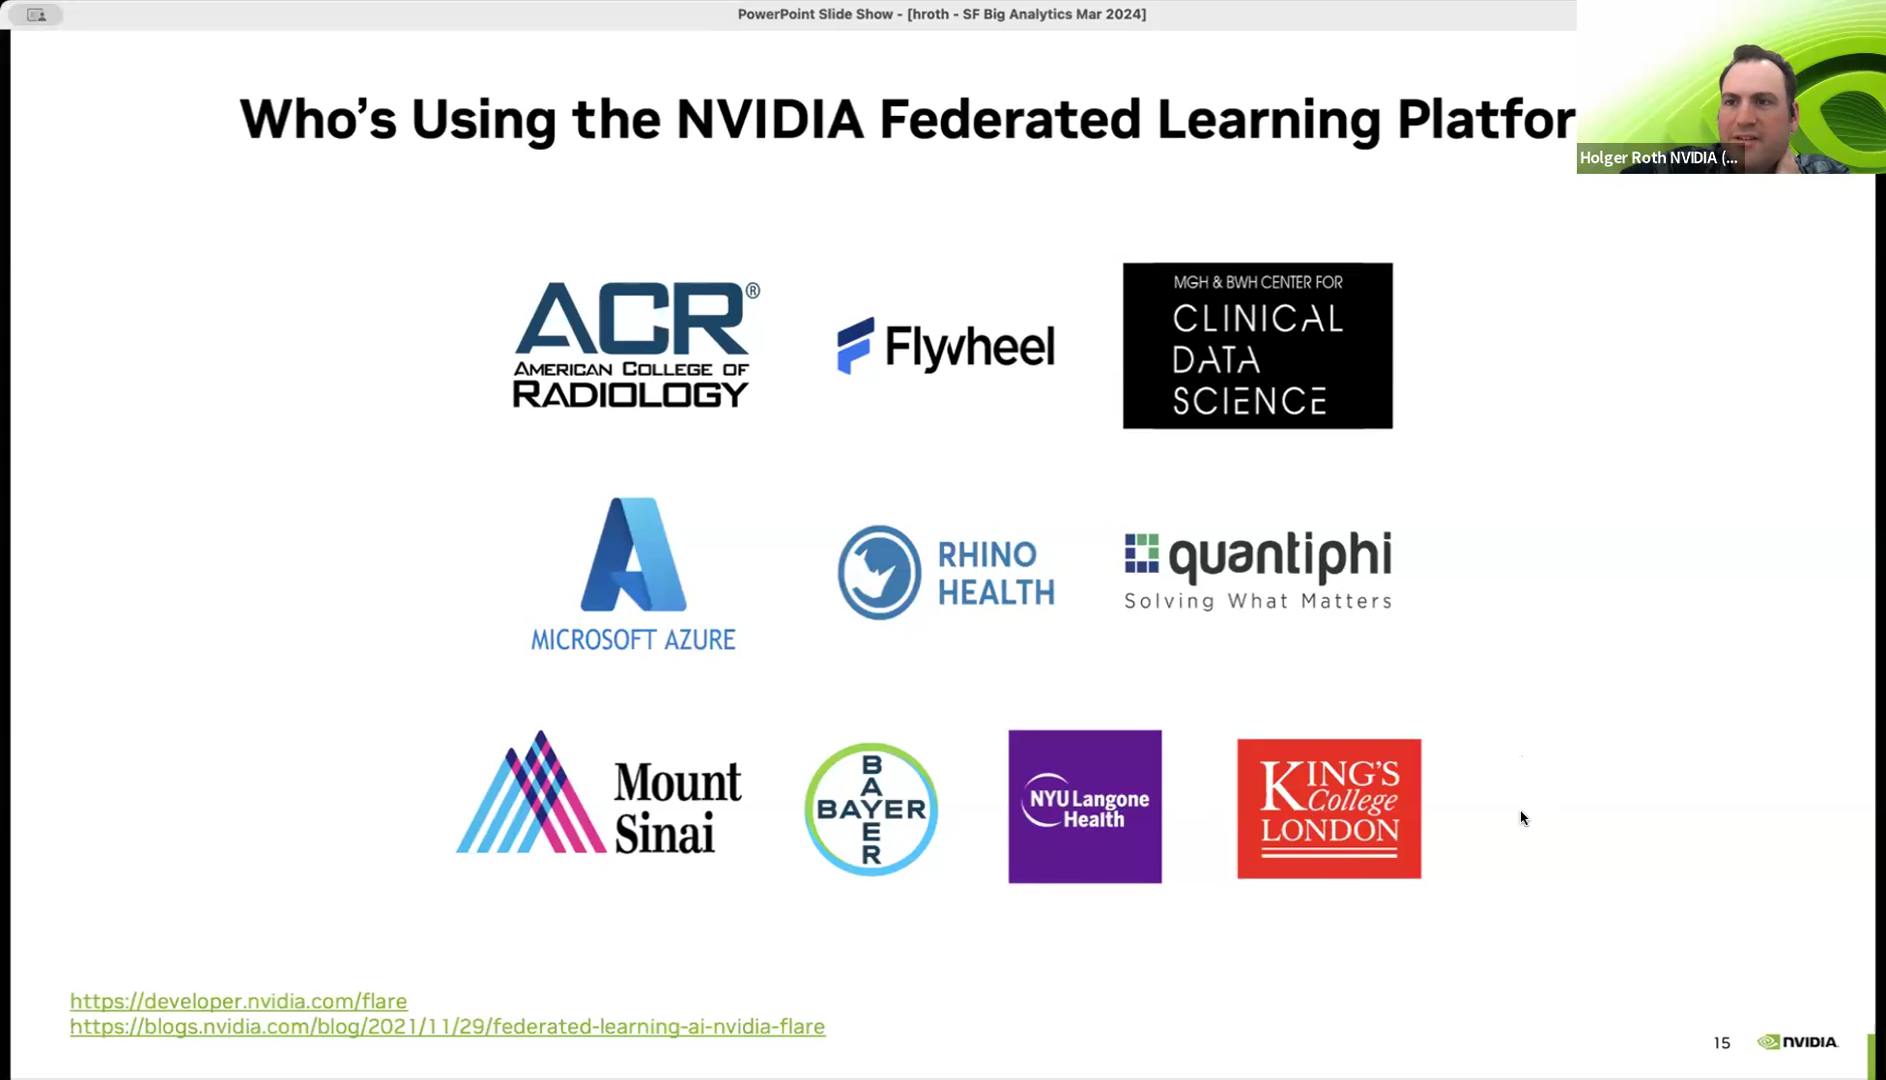 PowerPoint Slide Show - [hroth - SF Big Analytics Mar 2024]
Who's Using the NVIDIA Federated Learning Platfor
Holger Roth NVIDIA (...
ACR®
AMERICAN COLLEGE OF
RADIOLOGY
Flywheel
MGH & BWH CENTER FOR
CLINICAL
DATA
SCIENCE
MICROSOFT AZURE
RHINO
HEALTH
quantiphi
Solving What Matters
Mount
Sinai
BAYER
BAYER
NYU Langone
Health
KING'S
College
LONDON
https://developer.nvidia.com/flare
https://blogs.nvidia.com/blog/2021/11/29/federated-learning-ai-nvidia-flare
15
NVIDIA.